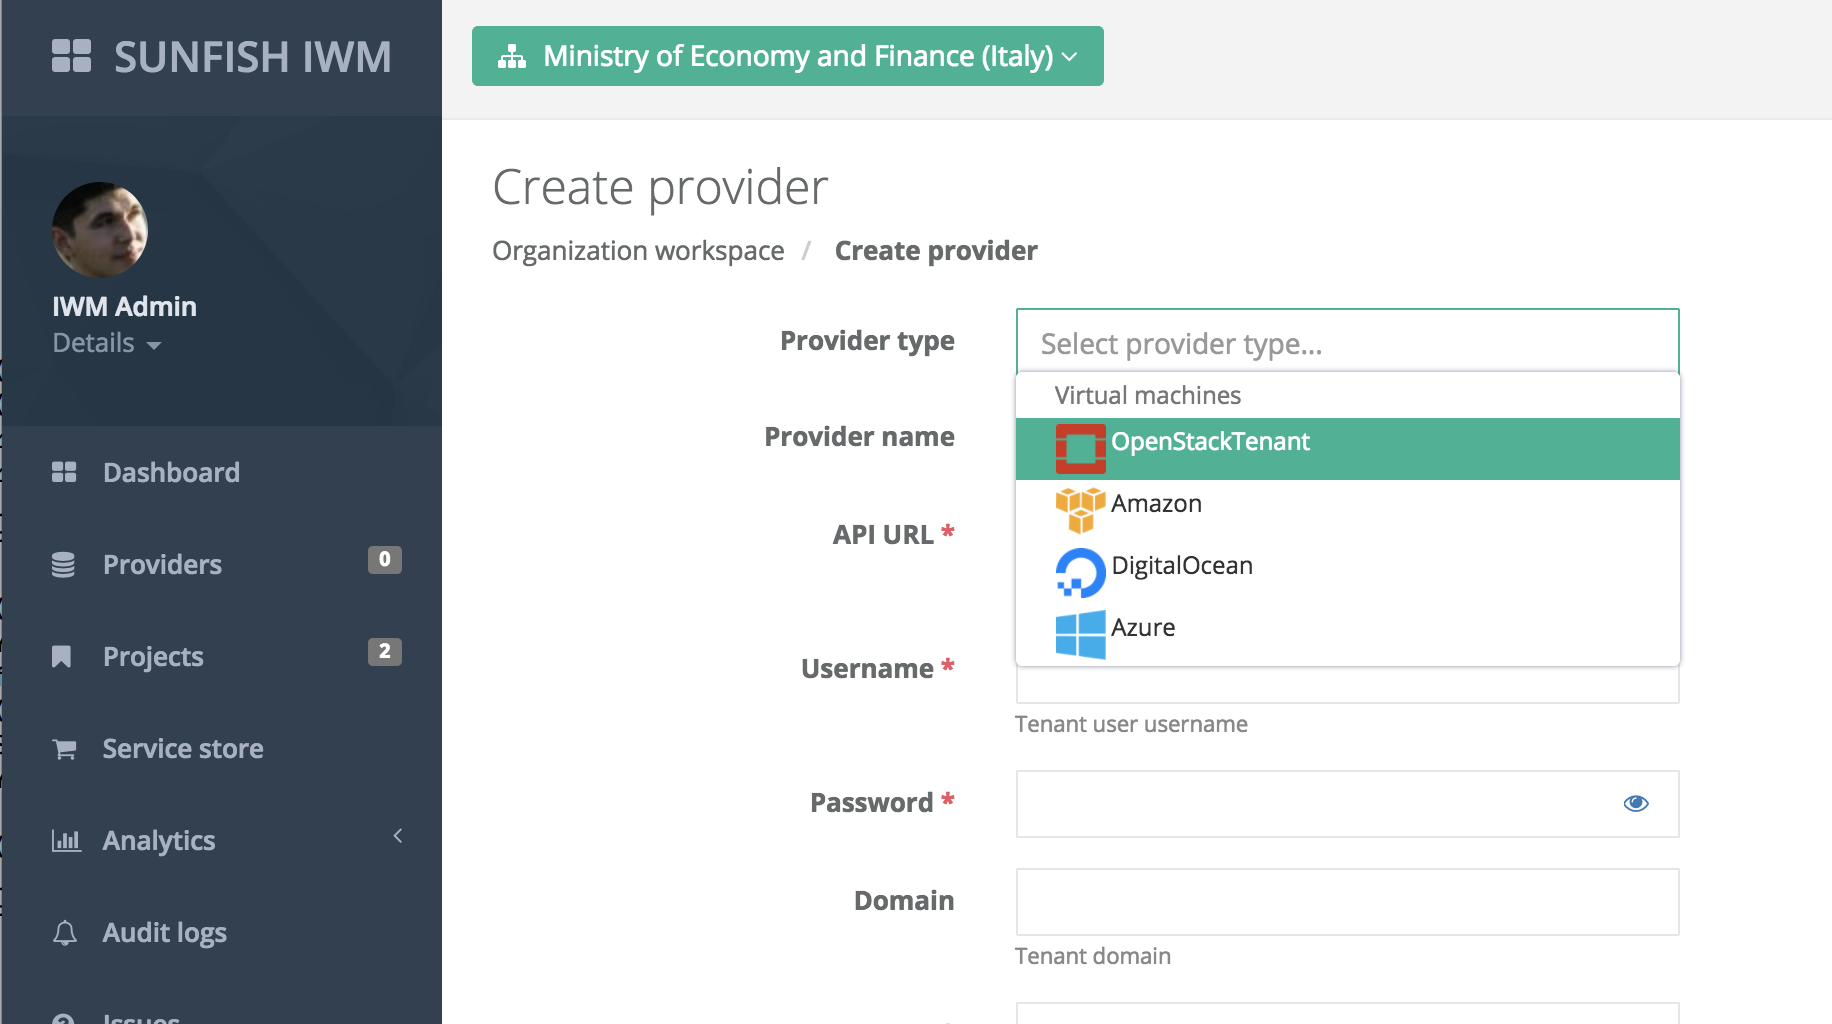 SUNFISH IWM
Ministry of Economy and Finance (Italy)
IWM Admin
Details
Dashboard
Providers 0
Projects 2
Service store
Analytics
Audit logs
Issues
Create provider
Organization workspace / Create provider
Provider type
Select provider type...
Virtual machines
OpenStackTenant
Amazon
DigitalOcean
Azure
Provider name
API URL *
Username *
Tenant user username
Password *
Domain
Tenant domain